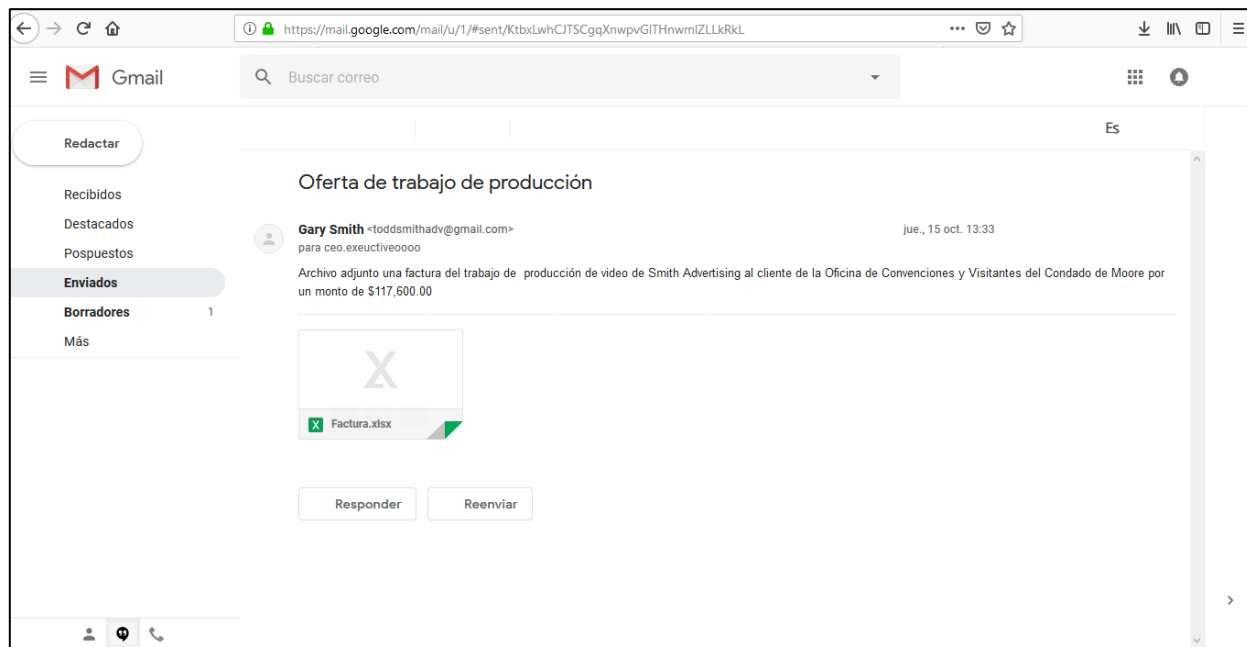 https://mail.google.com/mail/u/1/#sent/KtbxLwhCJTSCgqXnwpvGlTHnwmlZLLkRkL
Gmail
Buscar correo
Redactar
Es
Recibidos
Destacados
Pospuestos
Enviados
Borradores 1
Más
Oferta de trabajo de producción
Gary Smith <toddsmithadv@gmail.com> jue., 15 oct. 13:33
para ceo.exeuctiveoooo
Archivo adjunto una factura del trabajo de producción de video de Smith Advertising al cliente de la Oficina de Convenciones y Visitantes del Condado de Moore por
un monto de $117,600.00
X
X Factura.xlsx
Responder Reenviar